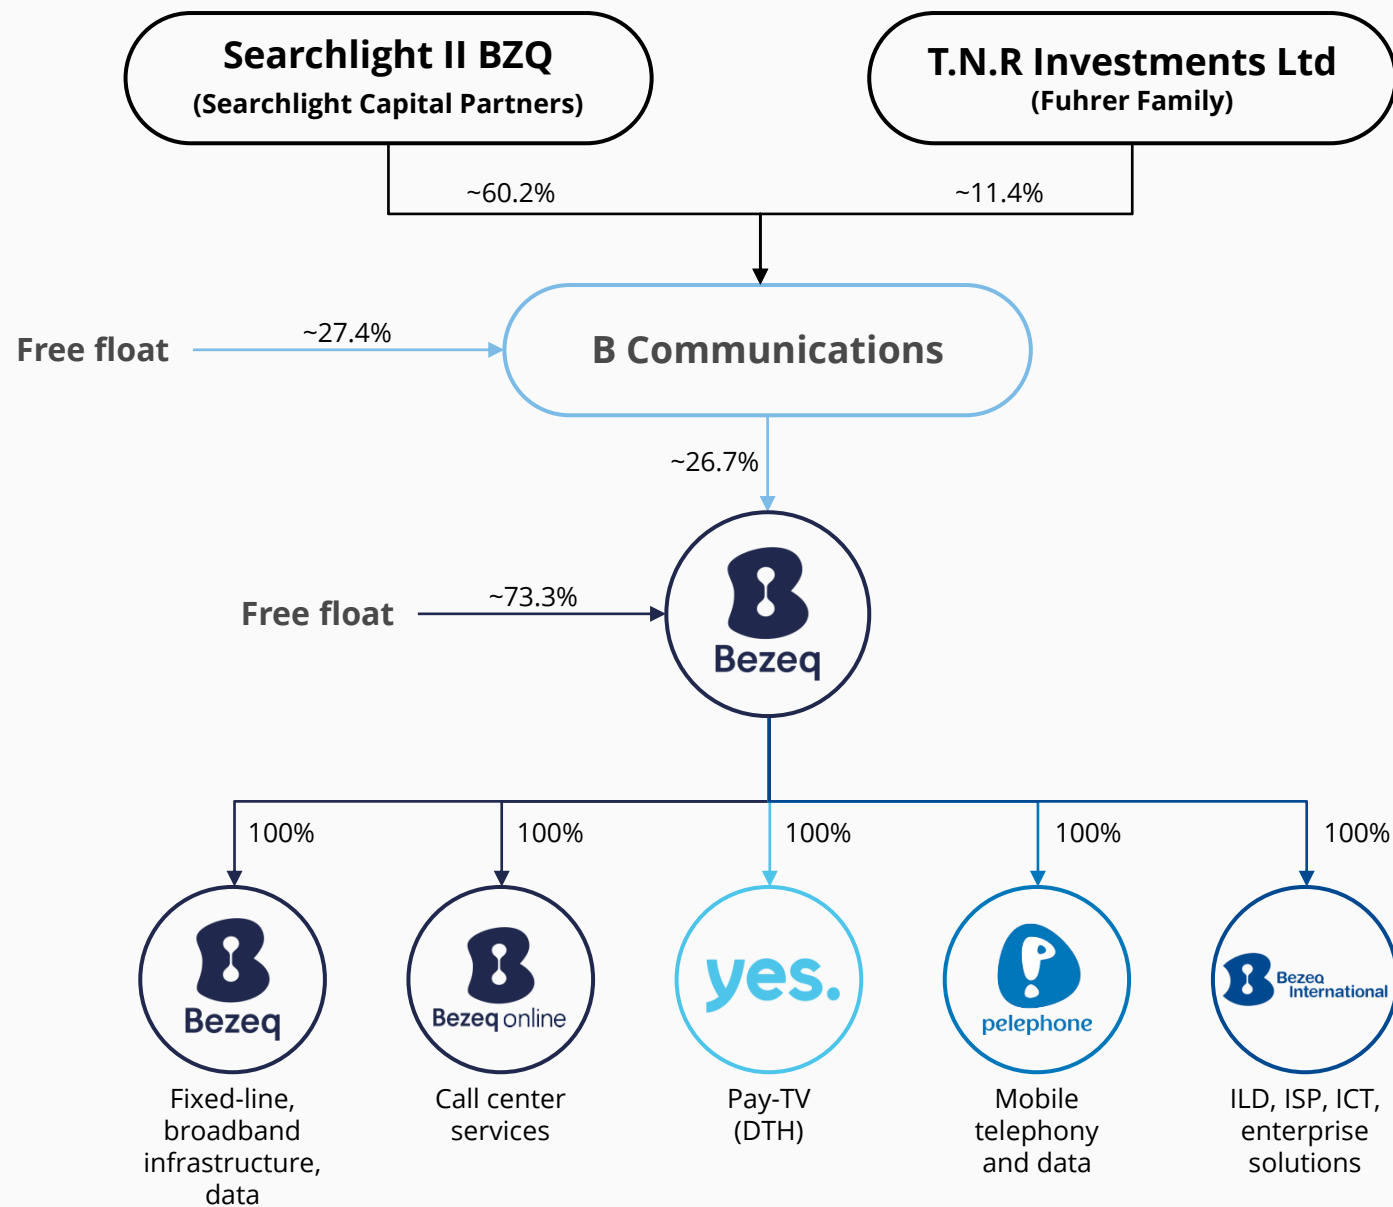 Searchlight II BZQ
(Searchlight Capital Partners)
T.N.R Investments Ltd
(Fuhrer Family)
~60.2%
~11.4%
Free float
~27.4%
B Communications
~26.7%
Free float
~73.3%
Bezeq
100%
100%
100%
100%
100%
Bezeq
Bezeq online
yes.
pelephone
Bezeq
International
Fixed-line,
broadband
infrastructure,
data
Call center
services
Pay-TV
(DTH)
Mobile
telephony
and data
ILD, ISP, ICT,
enterprise
solutions